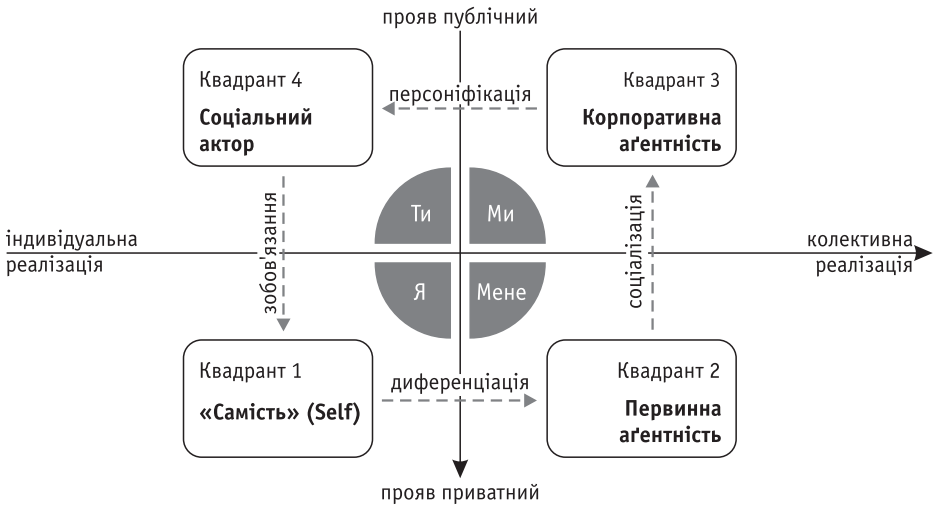 прояв публічний
Квадрант 4
Соціальний
актор
персоніфікація
Квадрант 3
Корпоративна
аґентність
Ти
Ми
індивідуальна
реалізація
зобов'язання
соціалізація
колективна
реалізація
Я
Мене
Квадрант 1
«Самість» (Self)
диференціація
Квадрант 2
Первинна
аґентність
прояв приватний